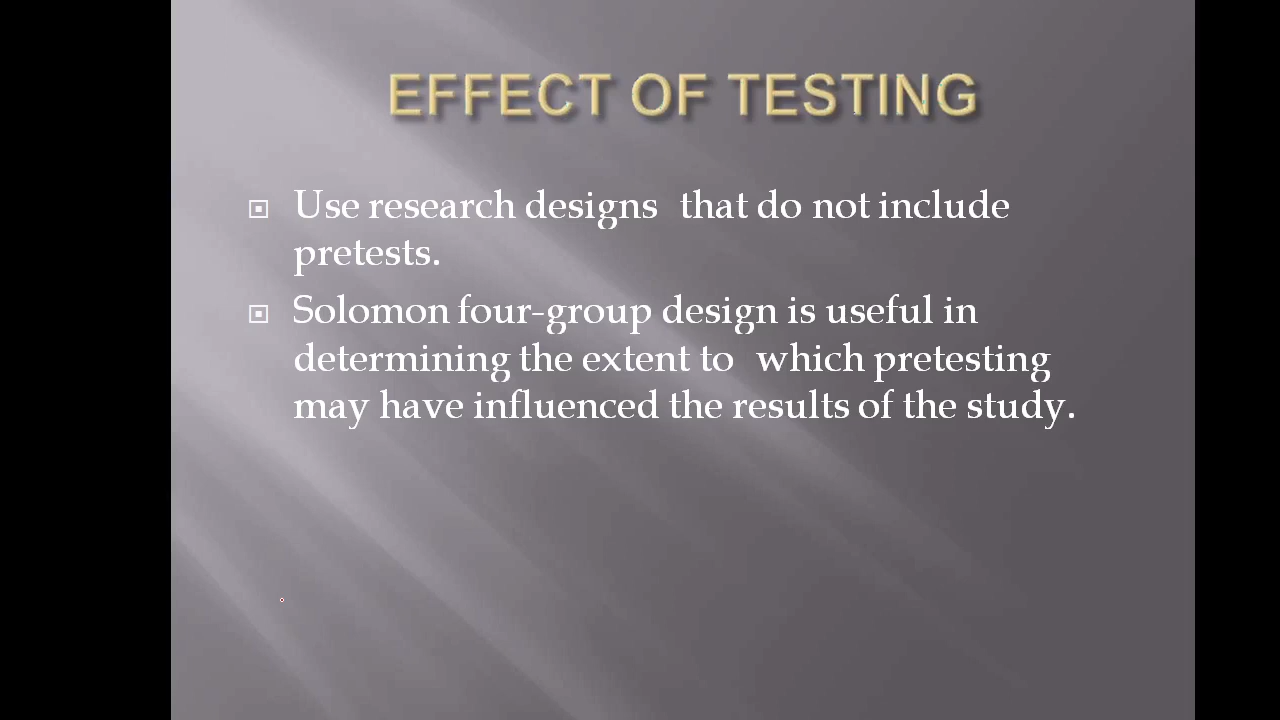 EFFECT OF TESTING
Use research designs that do not include
pretests.
Solomon four-group design is useful in
determining the extent to which pretesting
may have influenced the results of the study.